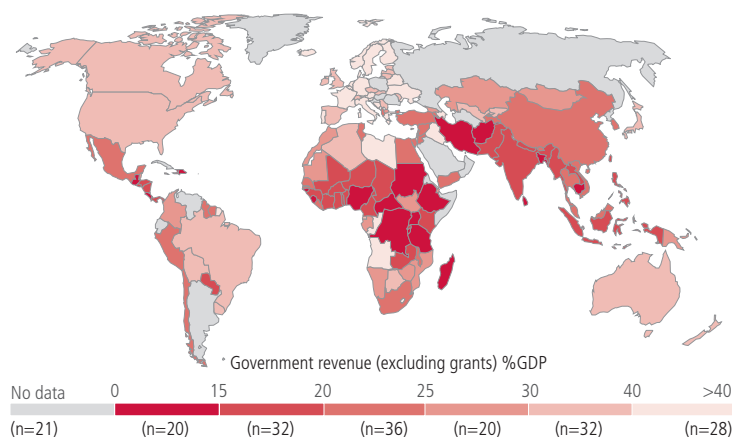 Government revenue (excluding grants) %GDP
No data 0 15 20 25 30 40 >40
(n=21) (n=20) (n=32) (n=36) (n=20) (n=32) (n=28)